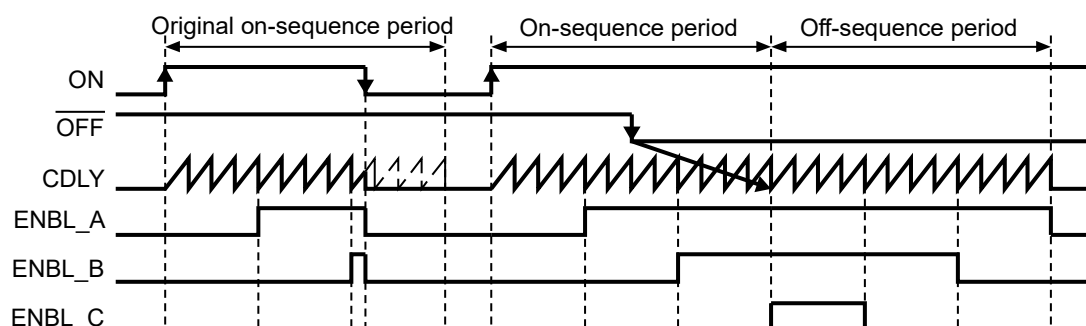 Original on-sequence period On-sequence period Off-sequence period
ON
OFF
CDLY
ENBL_A
ENBL_B
ENBL_C